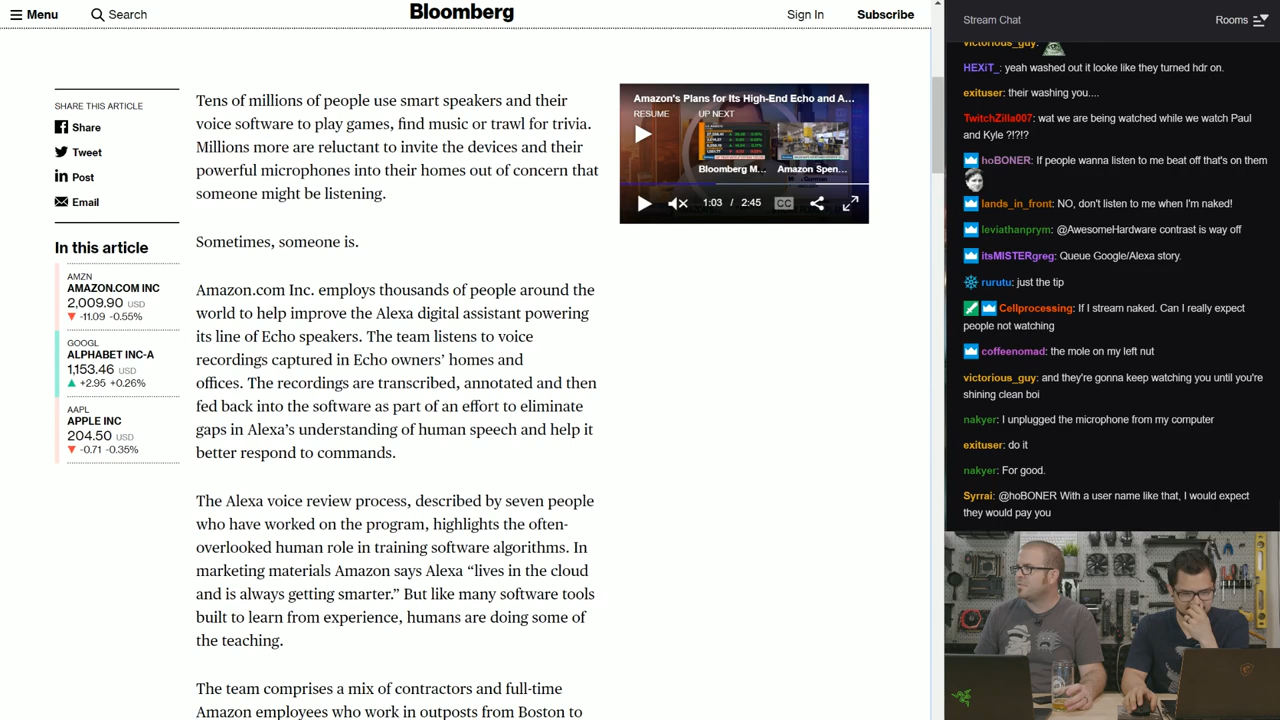 Menu
Search
Bloomberg
Sign In
Subscribe
SHARE THIS ARTICLE
Share
Tweet
Post
Email
In this article
AMZN
AMAZON.COM INC
2,009.90 USD
▼ -11.09 -0.55%
GOOGL
ALPHABET INC-A
1,153.46 USD
▲ +2.95 +0.26%
AAPL
APPLE INC
204.50 USD
▼ -0.71 -0.35%
Tens of millions of people use smart speakers and their
voice software to play games, find music or trawl for trivia.
Millions more are reluctant to invite the devices and their
powerful microphones into their homes out of concern that
someone might be listening.
Sometimes, someone is.
Amazon.com Inc. employs thousands of people around the
world to help improve the Alexa digital assistant powering
its line of Echo speakers. The team listens to voice
recordings captured in Echo owners’ homes and
offices. The recordings are transcribed, annotated and then
fed back into the software as part of an effort to eliminate
gaps in Alexa’s understanding of human speech and help it
better respond to commands.
The Alexa voice review process, described by seven people
who have worked on the program, highlights the often-
overlooked human role in training software algorithms. In
marketing materials Amazon says Alexa “lives in the cloud
and is always getting smarter.” But like many software tools
built to learn from experience, humans are doing some of
the teaching.
The team comprises a mix of contractors and full-time
Amazon employees who work in outposts from Boston to
Amazon's Plans for Its High-End Echo and A...
RESUME
UP NEXT
Bloomberg M...
Amazon Spen...
1:03 / 2:45
CC
Stream Chat
Rooms
victorious_guy:
HEXiT_: yeah washed out it looke like they turned hdr on.
exituser: their washing you....
TwitchZilla007: wat we are being watched while we watch Paul
and Kyle ?!?!?
hoBONER: If people wanna listen to me beat off that's on them
lands_in_front: NO, don't listen to me when I'm naked!
leviathanprym: @AwesomeHardware contrast is way off
itsMISTERgreg: Queue Google/Alexa story.
rurutu: just the tip
Cellprocessing: If I stream naked. Can I really expect
people not watching
coffeenomad: the mole on my left nut
victorious_guy: and they're gonna keep watching you until you're
shining clean boi
nakyer: I unplugged the microphone from my computer
exituser: do it
nakyer: For good.
Syrrai: @hoBONER With a user name like that, I would expect
they would pay you